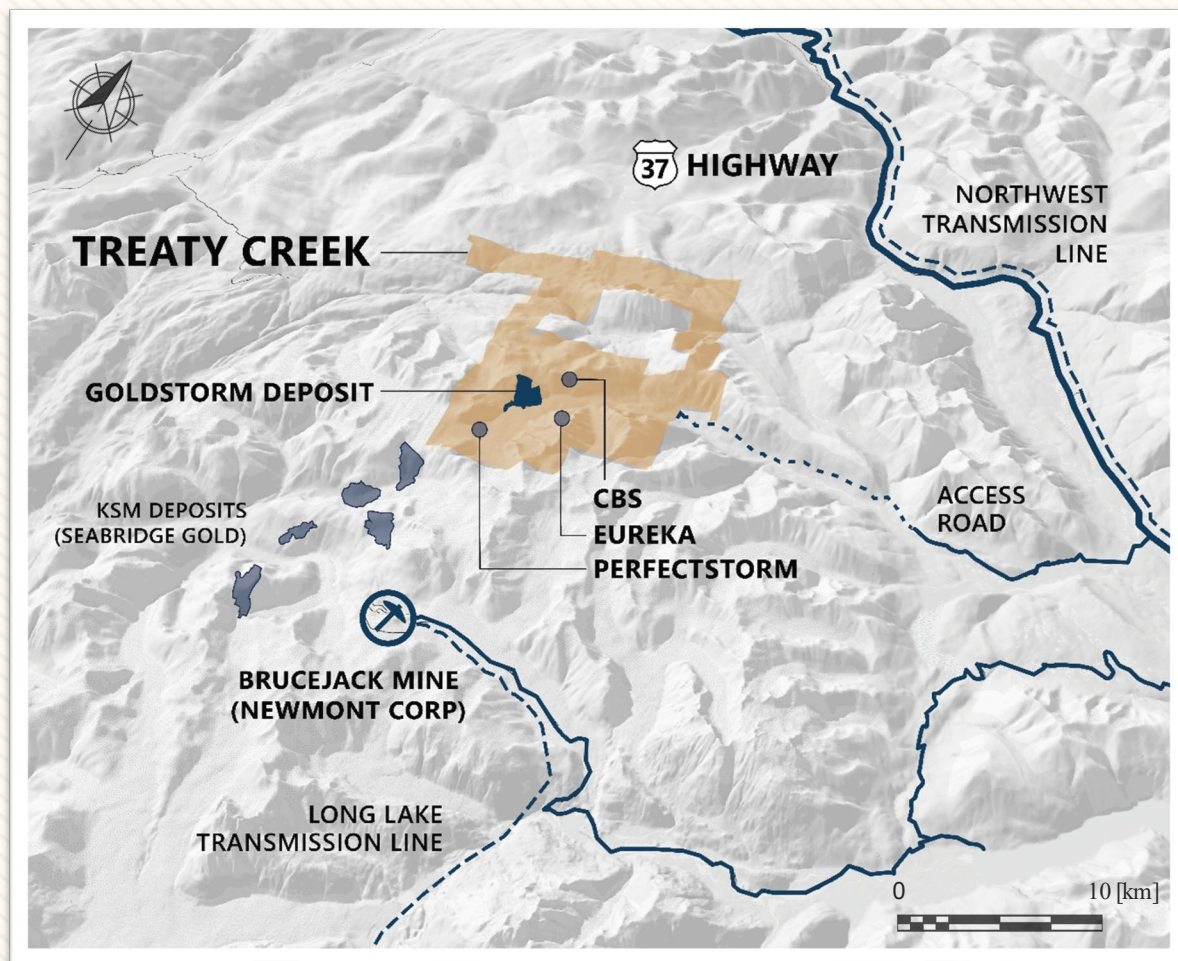 37 HIGHWAY
NORTHWEST
TRANSMISSION
LINE
TREATY CREEK
GOLDSTORM DEPOSIT
CBS
EUREKA
PERFECTSTORM
KSM DEPOSITS
(SEABRIDGE GOLD)
ACCESS
ROAD
BRUCEJACK MINE
(NEWMONT CORP)
LONG LAKE
TRANSMISSION LINE
0 10 [km]